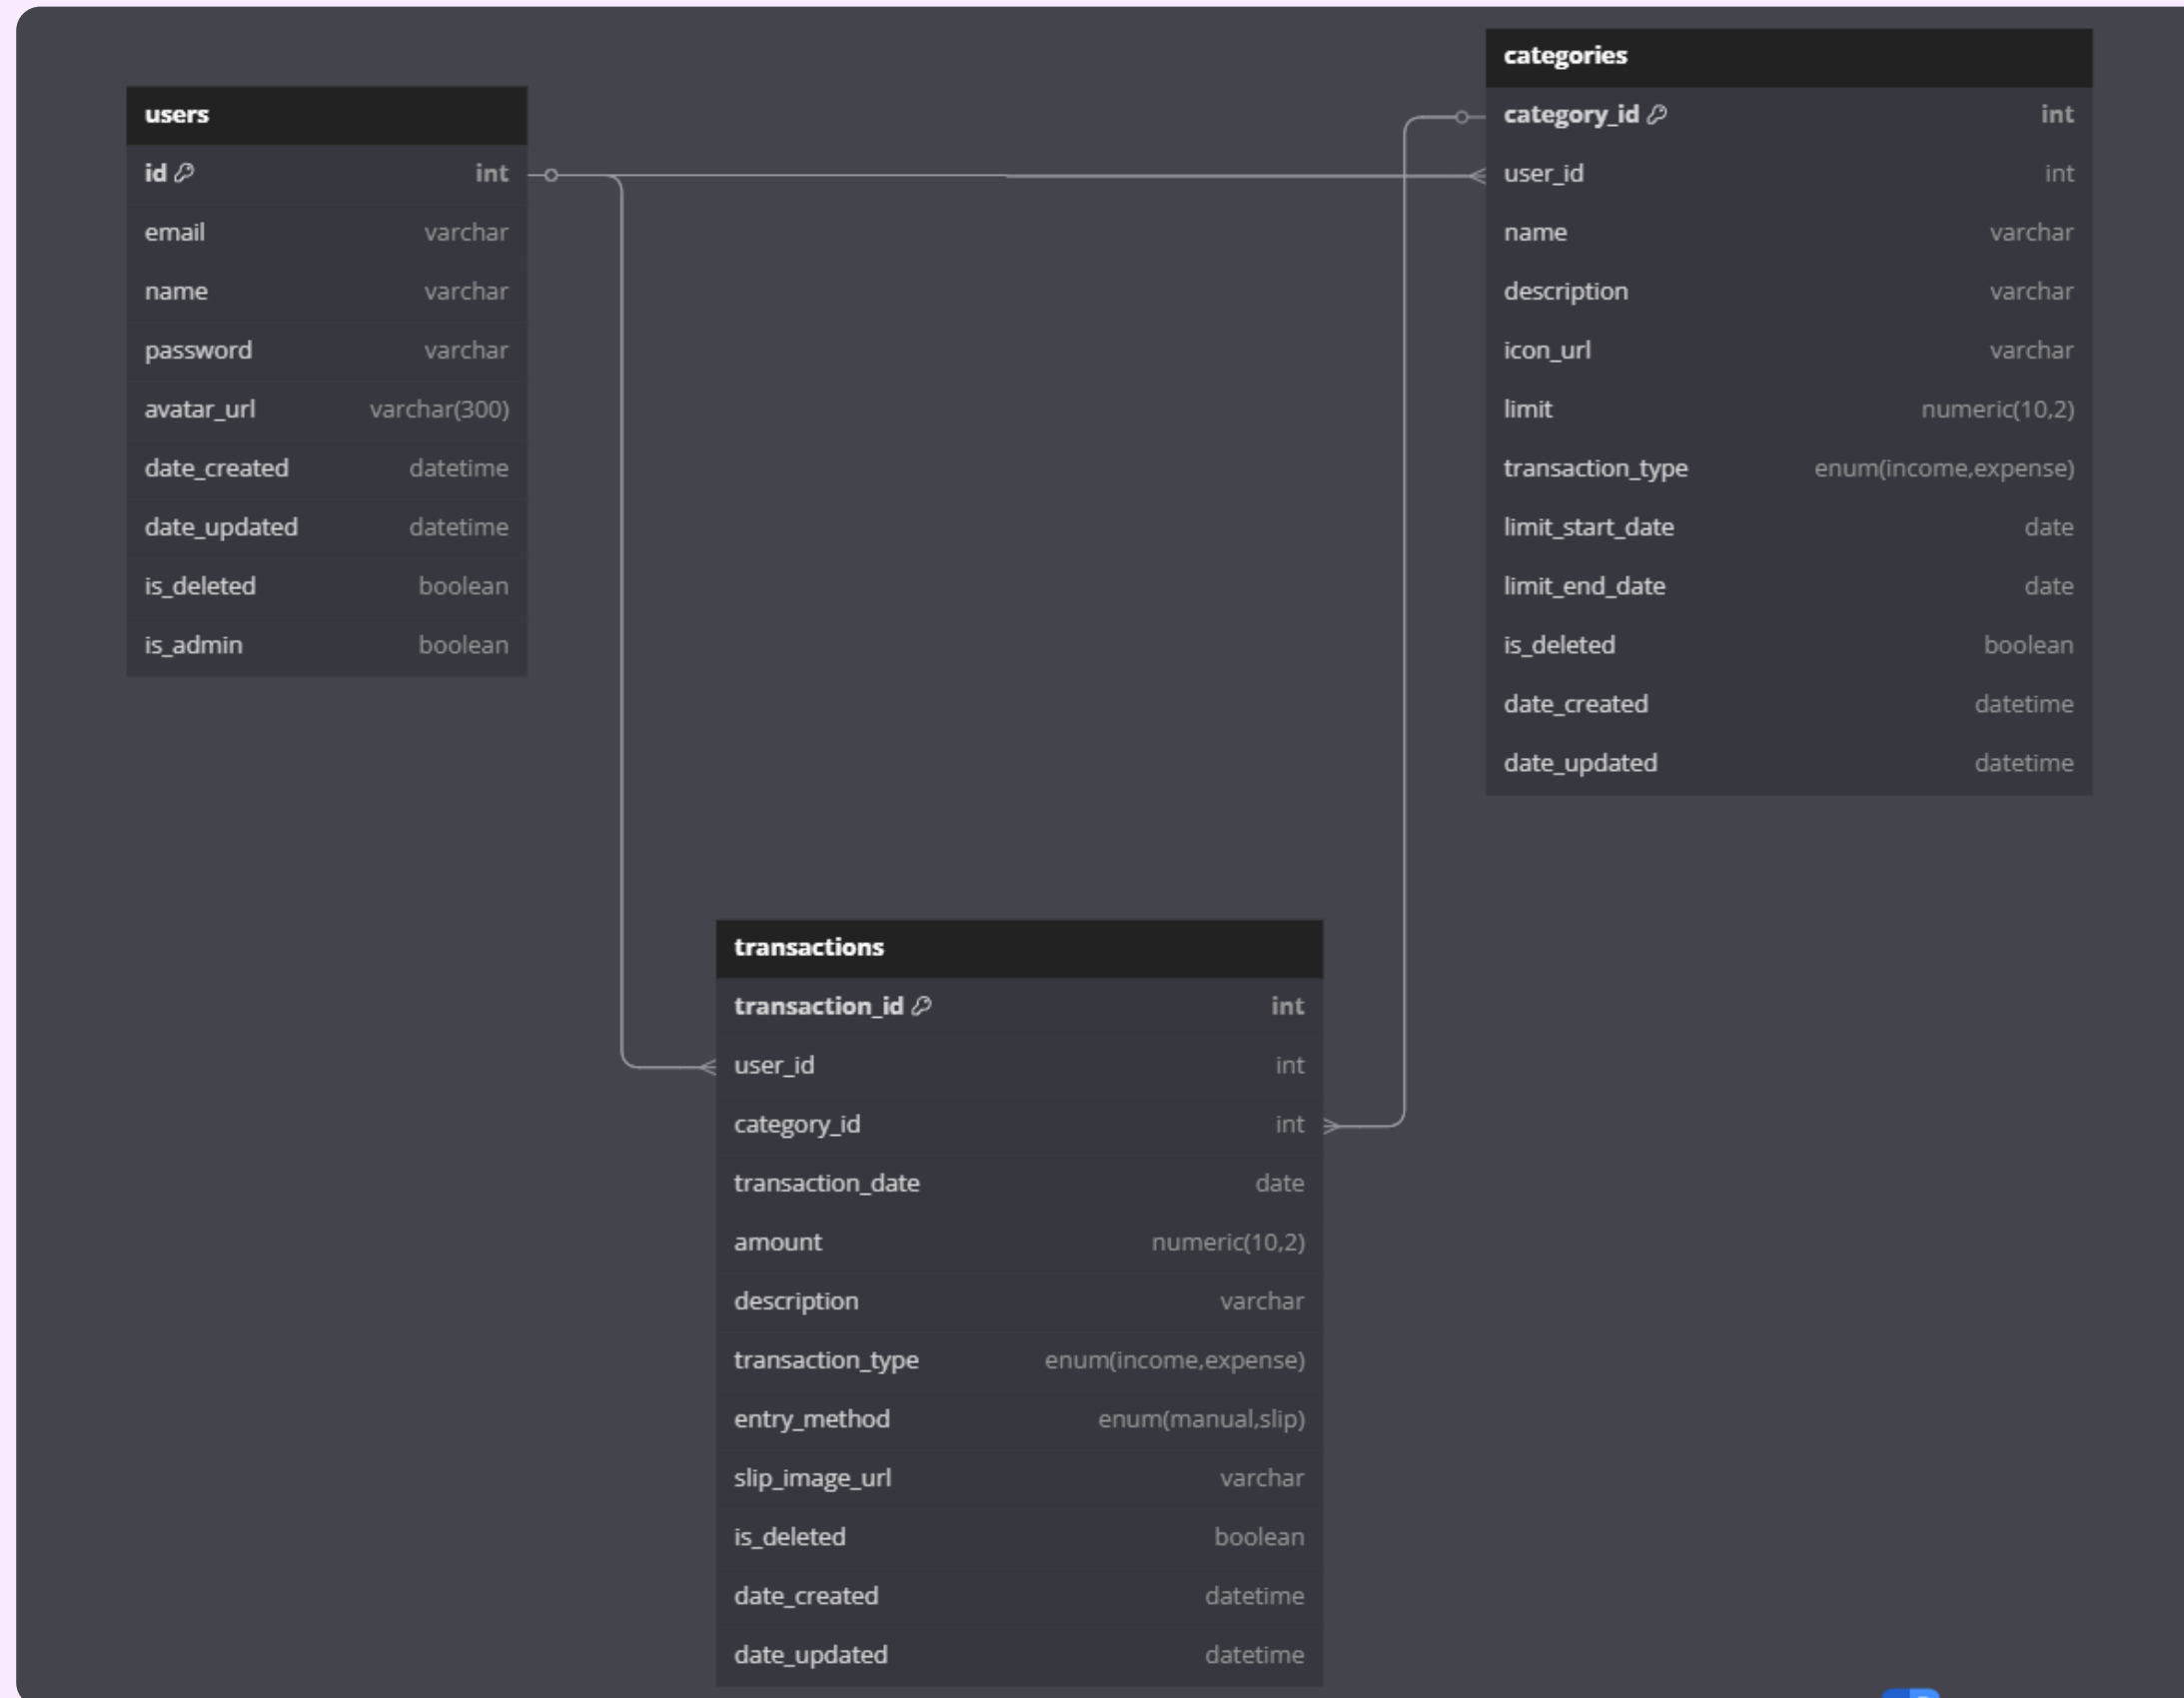 users
id int
email varchar
name varchar
password varchar
avatar_url varchar(300)
date_created datetime
date_updated datetime
is_deleted boolean
is_admin boolean
categories
category_id int
user_id int
name varchar
description varchar
icon_url varchar
limit numeric(10,2)
transaction_type enum(income,expense)
limit_start_date date
limit_end_date date
is_deleted boolean
date_created datetime
date_updated datetime
transactions
transaction_id int
user_id int
category_id int
transaction_date date
amount numeric(10,2)
description varchar
transaction_type enum(income,expense)
entry_method enum(manual,slip)
slip_image_url varchar
is_deleted boolean
date_created datetime
date_updated datetime